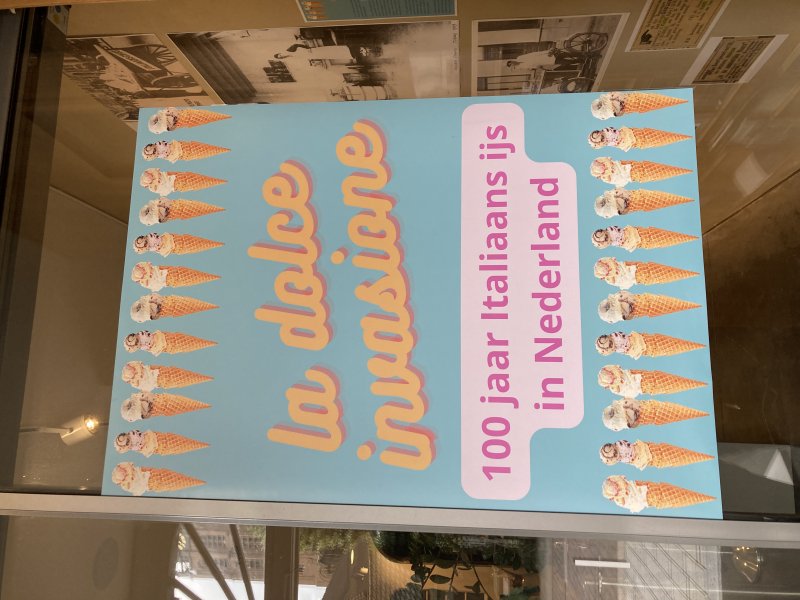 la dolce
invasione
100 jaar Italiaans ijs
in Nederland